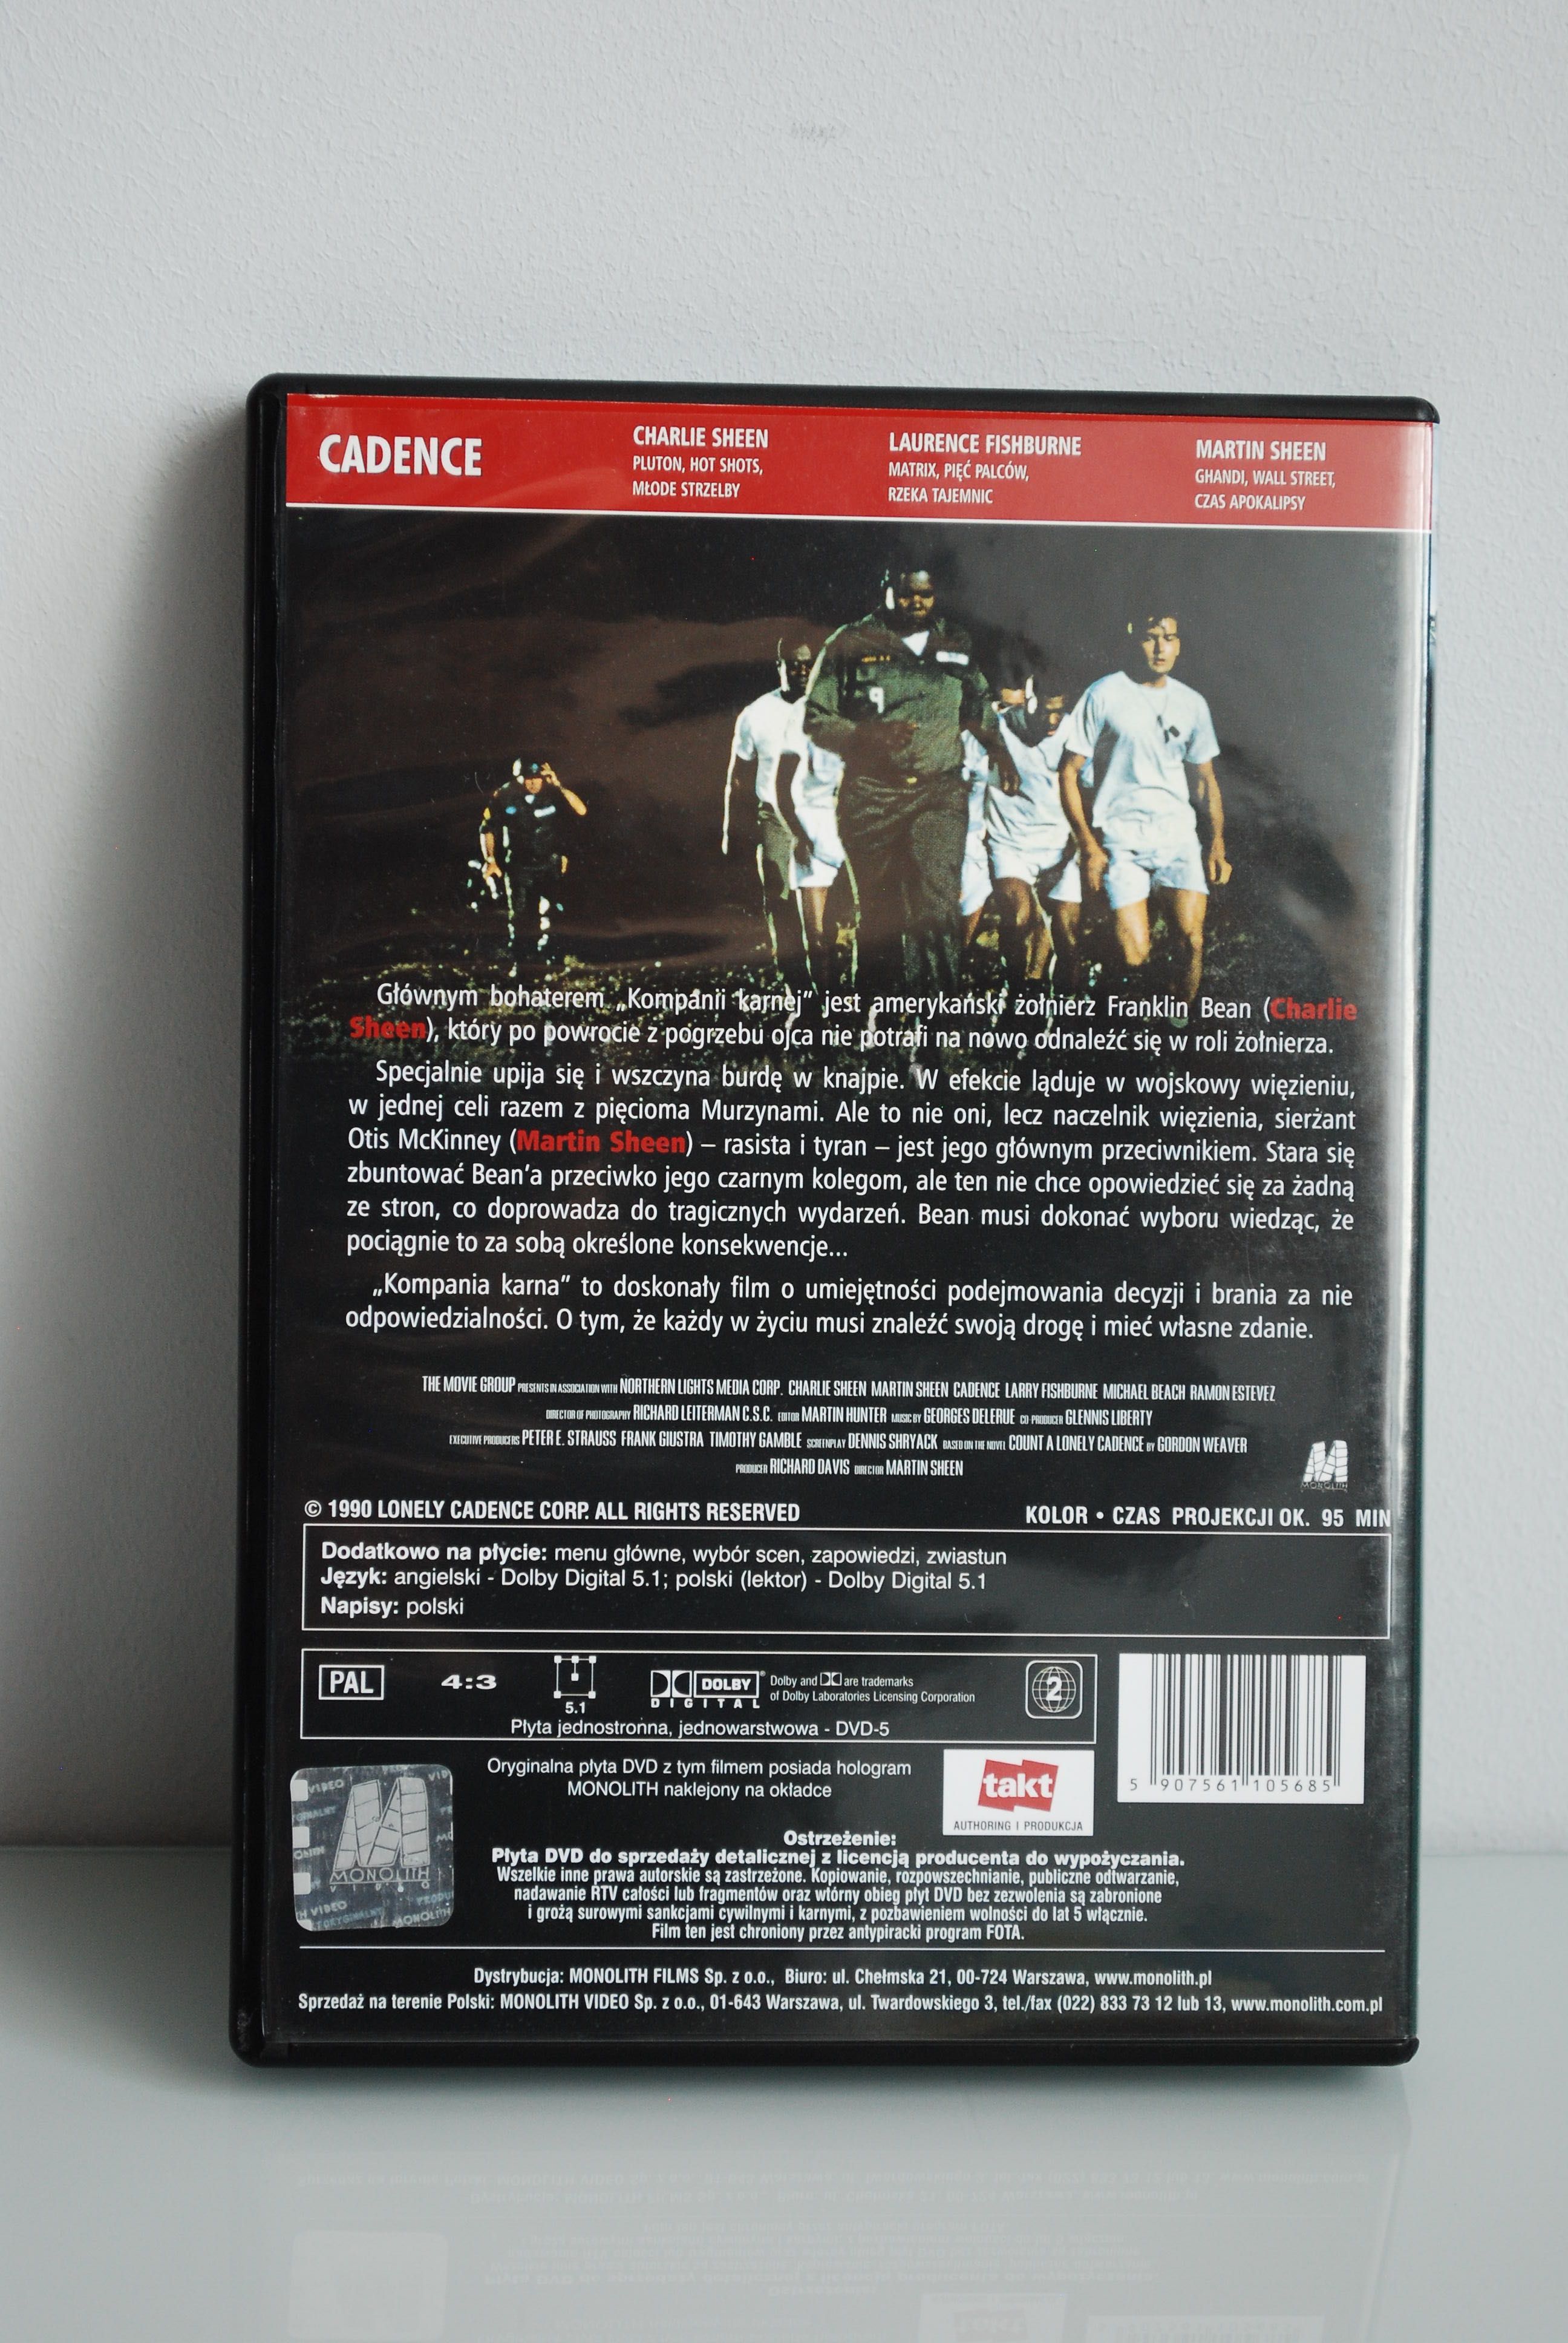 CADENCE
CHARLIE SHEEN
PLUTON, HOT SHOTS,
MŁODE STRZELBY
LAURENCE FISHBURNE
MATRIX, PIĘĆ PALCÓW,
RZEKA TAJEMNIC
MARTIN SHEEN
GHANDI, WALL STREET,
CZAS APOKALIPSY
Głównym bohaterem „Kompanii karnej” jest amerykański żołnierz Franklin Bean (Charlie
Sheen), który po powrocie z pogrzebu ojca nie potrafi na nowo odnaleźć się w roli żołnierza.
Specjalnie upija się i wszczyna burdę w knajpie. W efekcie ląduje w wojskowy więzieniu,
w jednej celi razem z pięcioma Murzynami. Ale to nie oni, lecz naczelnik więzienia, sierżant
Otis McKinney (Martin Sheen) – rasista i tyran – jest jego głównym przeciwnikiem. Stara się
zbuntować Bean'a przeciwko jego czarnym kolegom, ale ten nie chce opowiedzieć się za żadną
ze stron, co doprowadza do tragicznych wydarzeń. Bean musi dokonać wyboru wiedząc, że
pociągnie to za sobą określone konsekwencje...
„Kompania karna” to doskonały film o umiejętności podejmowania decyzji i brania za nie
odpowiedzialności. O tym, że każdy w życiu musi znaleźć swoją drogę i mieć własne zdanie.
THE MOVIE GROUP PRESENTS IN ASSOCIATION WITH NORTHERN LIGHTS MEDIA CORP. CHARLIE SHEEN MARTIN SHEEN CADENCE LARRY FISHBURNE MICHAEL BEACH RAMON ESTEVEZ
DIRECTOR OF PHOTOGRAPHY RICHARD LEITERMAN C.S.C. EDITOR MARTIN HUNTER MUSIC BY GEORGES DELERUE CO-PRODUCER GLENNIS LIBERTY
EXECUTIVE PRODUCERS PETER E. STRAUSS FRANK GIUSTRA TIMOTHY GAMBLE SCREENPLAY DENNIS SHRYACK BASED ON THE NOVEL COUNT A LONELY CADENCE BY GORDON WEAVER
PRODUCER RICHARD DAVIS DIRECTOR MARTIN SHEEN
MONOLITH
© 1990 LONELY CADENCE CORP. ALL RIGHTS RESERVED
KOLOR • CZAS PROJEKCJI OK. 95 MIN
Dodatkowo na płycie: menu główne, wybór scen, zapowiedzi, zwiastun
Język: angielski - Dolby Digital 5.1; polski (lektor) - Dolby Digital 5.1
Napisy: polski
PAL
4:3
5.1
DOLBY
DIGITAL
Dolby and are trademarks
of Dolby Laboratories Licensing Corporation
2
Płyta jednostronna, jednowarstwowa - DVD-5
Oryginalna płyta DVD z tym filmem posiada hologram
MONOLITH naklejony na okładce
takt
AUTHORING I PRODUKCJA
5 907561 105685
MONOLITH
VIDEO
Ostrzeżenie:
Płyta DVD do sprzedaży detalicznej z licencją producenta do wypożyczania.
Wszelkie inne prawa autorskie są zastrzeżone. Kopiowanie, rozpowszechnianie, publiczne odtwarzanie,
nadawanie RTV całości lub fragmentów oraz wtórny obieg płyt DVD bez zezwolenia są zabronione
i grożą surowymi sankcjami cywilnymi i karnymi, z pozbawieniem wolności do lat 5 włącznie.
Film ten jest chroniony przez antypiracki program FOTA.
Dystrybucja: MONOLITH FILMS Sp. z o.o., Biuro: ul. Chełmska 21, 00-724 Warszawa, www.monolith.pl
Sprzedaż na terenie Polski: MONOLITH VIDEO Sp. z o.o., 01-643 Warszawa, ul. Twardowskiego 3, tel./fax (022) 833 73 12 lub 13, www.monolith.com.pl